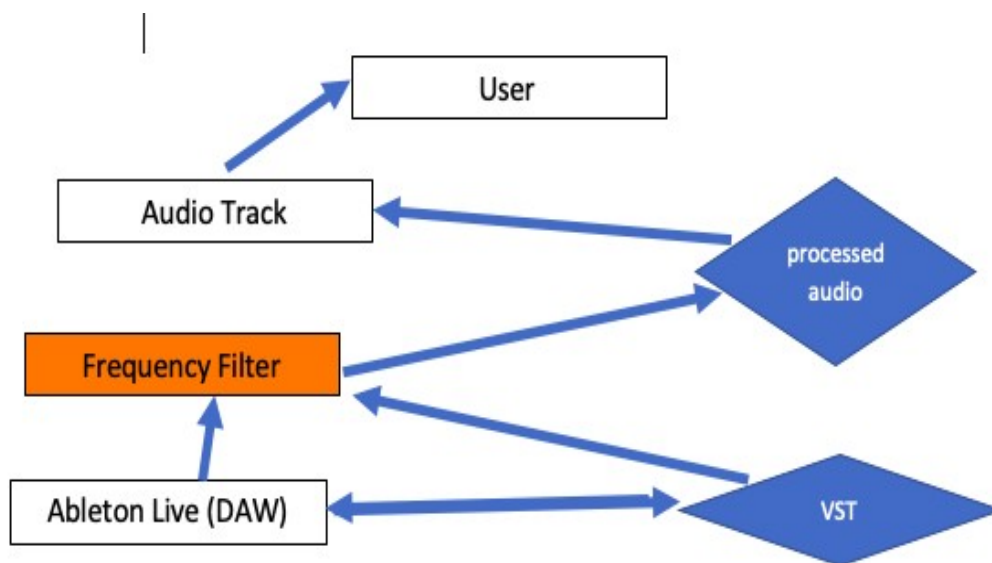 User
Audio Track
processed
audio
Frequency Filter
Ableton Live (DAW)
VST